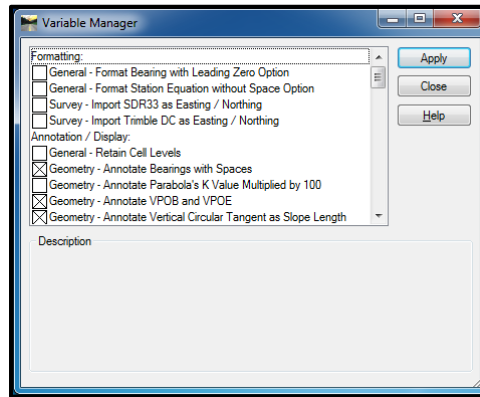 Variable Manager
Formatting:
General - Format Bearing with Leading Zero Option
General - Format Station Equation without Space Option
Survey - Import SDR33 as Easting / Northing
Survey - Import Trimble DC as Easting / Northing
Annotation / Display:
General - Retain Cell Levels
Geometry - Annotate Bearings with Spaces
Geometry - Annotate Parabola's K Value Multiplied by 100
Geometry - Annotate VPOB and VPOE
Geometry - Annotate Vertical Circular Tangent as Slope Length
Apply
Close
Help
Description